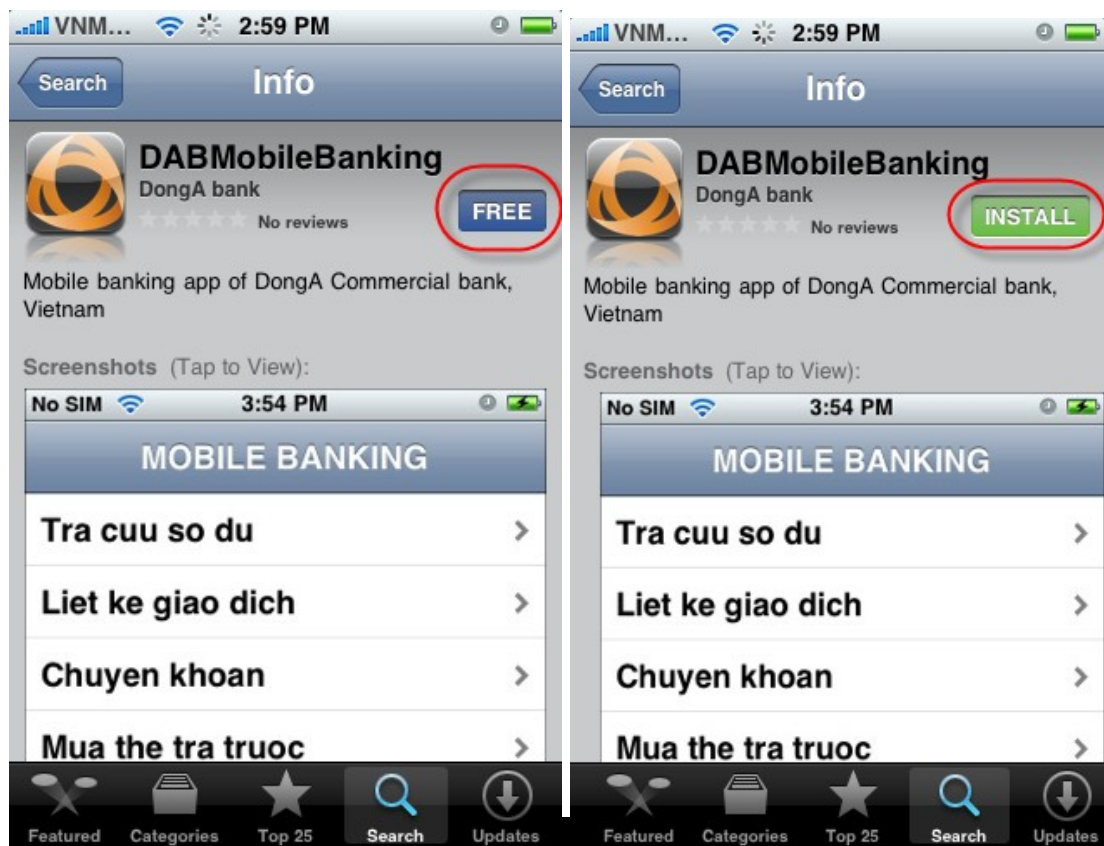 VNM... 2:59 PM
Search Info
DABMobileBanking
DongA bank
No reviews
FREE
Mobile banking app of DongA Commercial bank,
Vietnam
Screenshots (Tap to View):
No SIM 3:54 PM
MOBILE BANKING
Tra cuu so du
Liet ke giao dich
Chuyen khoan
Mua the tra truoc
Featured Categories Top 25 Search Updates
VNM... 2:59 PM
Search Info
DABMobileBanking
DongA bank
No reviews
INSTALL
Mobile banking app of DongA Commercial bank,
Vietnam
Screenshots (Tap to View):
No SIM 3:54 PM
MOBILE BANKING
Tra cuu so du
Liet ke giao dich
Chuyen khoan
Mua the tra truoc
Featured Categories Top 25 Search Updates